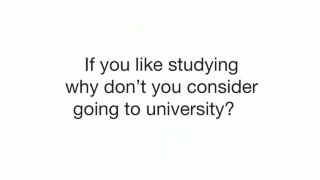 If you like studying
why don’t you consider
going to university?